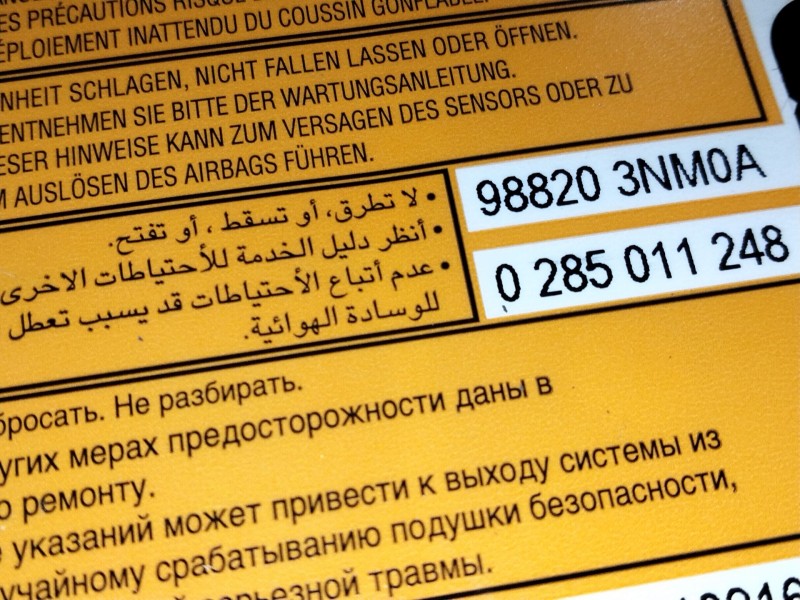 ES PRÉCAUTIONS RISQUE
ÉPLOIEMENT INATTENDU DU COUSSIN GONFLABLE.
NHEIT SCHLAGEN, NICHT FALLEN LASSEN ODER ÖFFNEN.
ENTNEHMEN SIE BITTE DER WARTUNGSANLEITUNG.
ESER HINWEISE KANN ZUM VERSAGEN DES SENSORS ODER ZU
M AUSLÖSEN DES AIRBAGS FÜHREN.
• لا تطرق، أو تسقط ، أو تفتح.
• أنظر دليل الخدمة للأحتياطات الاخرى
• عدم أتباع الأحتياطات قد يسبب تعطل
للوسادة الهوائية.
98820 3NM0A
0 285 011 248
бросать. Не разбирать.
угих мерах предосторожности даны в
о ремонту.
е указаний может привести к выходу системы из
учайному срабатыванию подушки безопасности,
серьезной травмы.